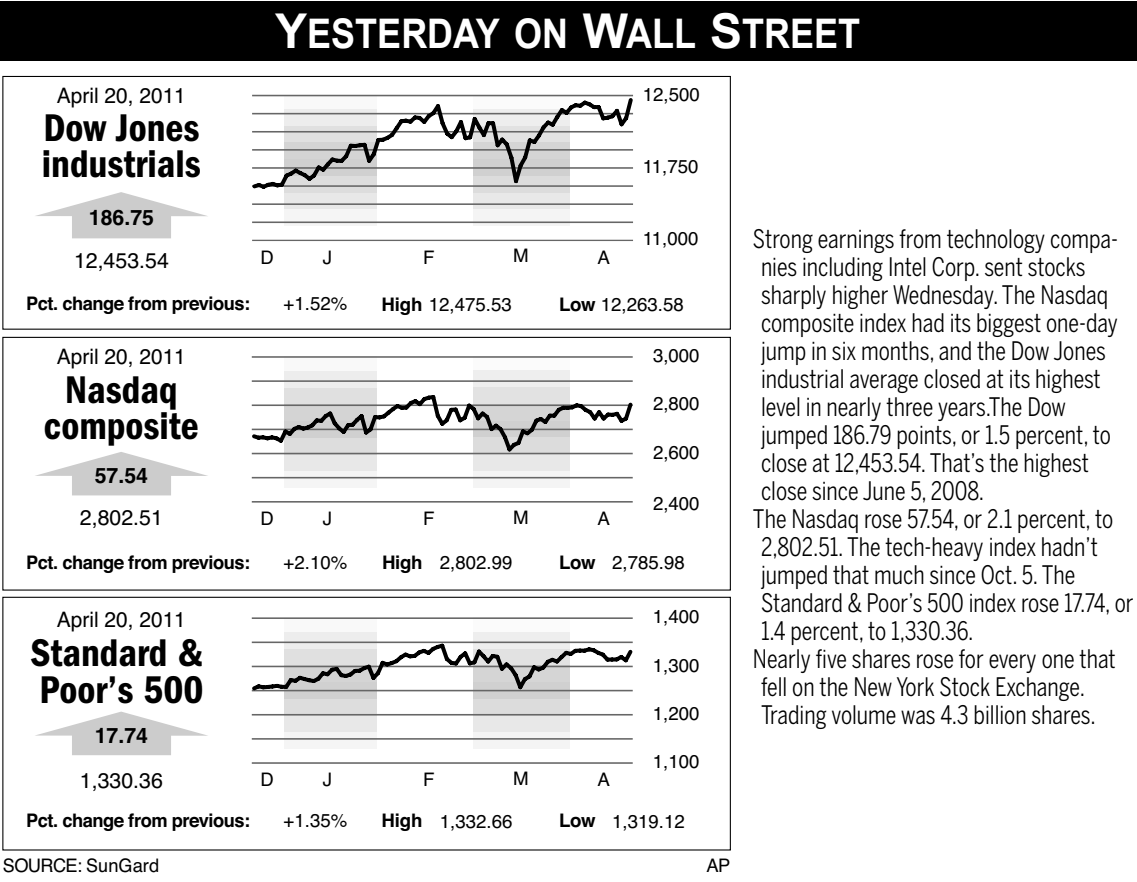 YESTERDAY ON WALL STREET
April 20, 2011
Dow Jones
industrials
186.75
12,453.54
12,500
11,750
11,000
D J F M A
Pct. change from previous: +1.52% High 12,475.53 Low 12,263.58
April 20, 2011
Nasdaq
composite
57.54
2,802.51
3,000
2,800
2,600
2,400
D J F M A
Pct. change from previous: +2.10% High 2,802.99 Low 2,785.98
April 20, 2011
Standard &
Poor's 500
17.74
1,330.36
1,400
1,300
1,200
1,100
D J F M A
Pct. change from previous: +1.35% High 1,332.66 Low 1,319.12
SOURCE: SunGard AP
Strong earnings from technology compa-
nies including Intel Corp. sent stocks
sharply higher Wednesday. The Nasdaq
composite index had its biggest one-day
jump in six months, and the Dow Jones
industrial average closed at its highest
level in nearly three years.The Dow
jumped 186.79 points, or 1.5 percent, to
close at 12,453.54. That's the highest
close since June 5, 2008.
The Nasdaq rose 57.54, or 2.1 percent, to
2,802.51. The tech-heavy index hadn't
jumped that much since Oct. 5. The
Standard & Poor's 500 index rose 17.74, or
1.4 percent, to 1,330.36.
Nearly five shares rose for every one that
fell on the New York Stock Exchange.
Trading volume was 4.3 billion shares.